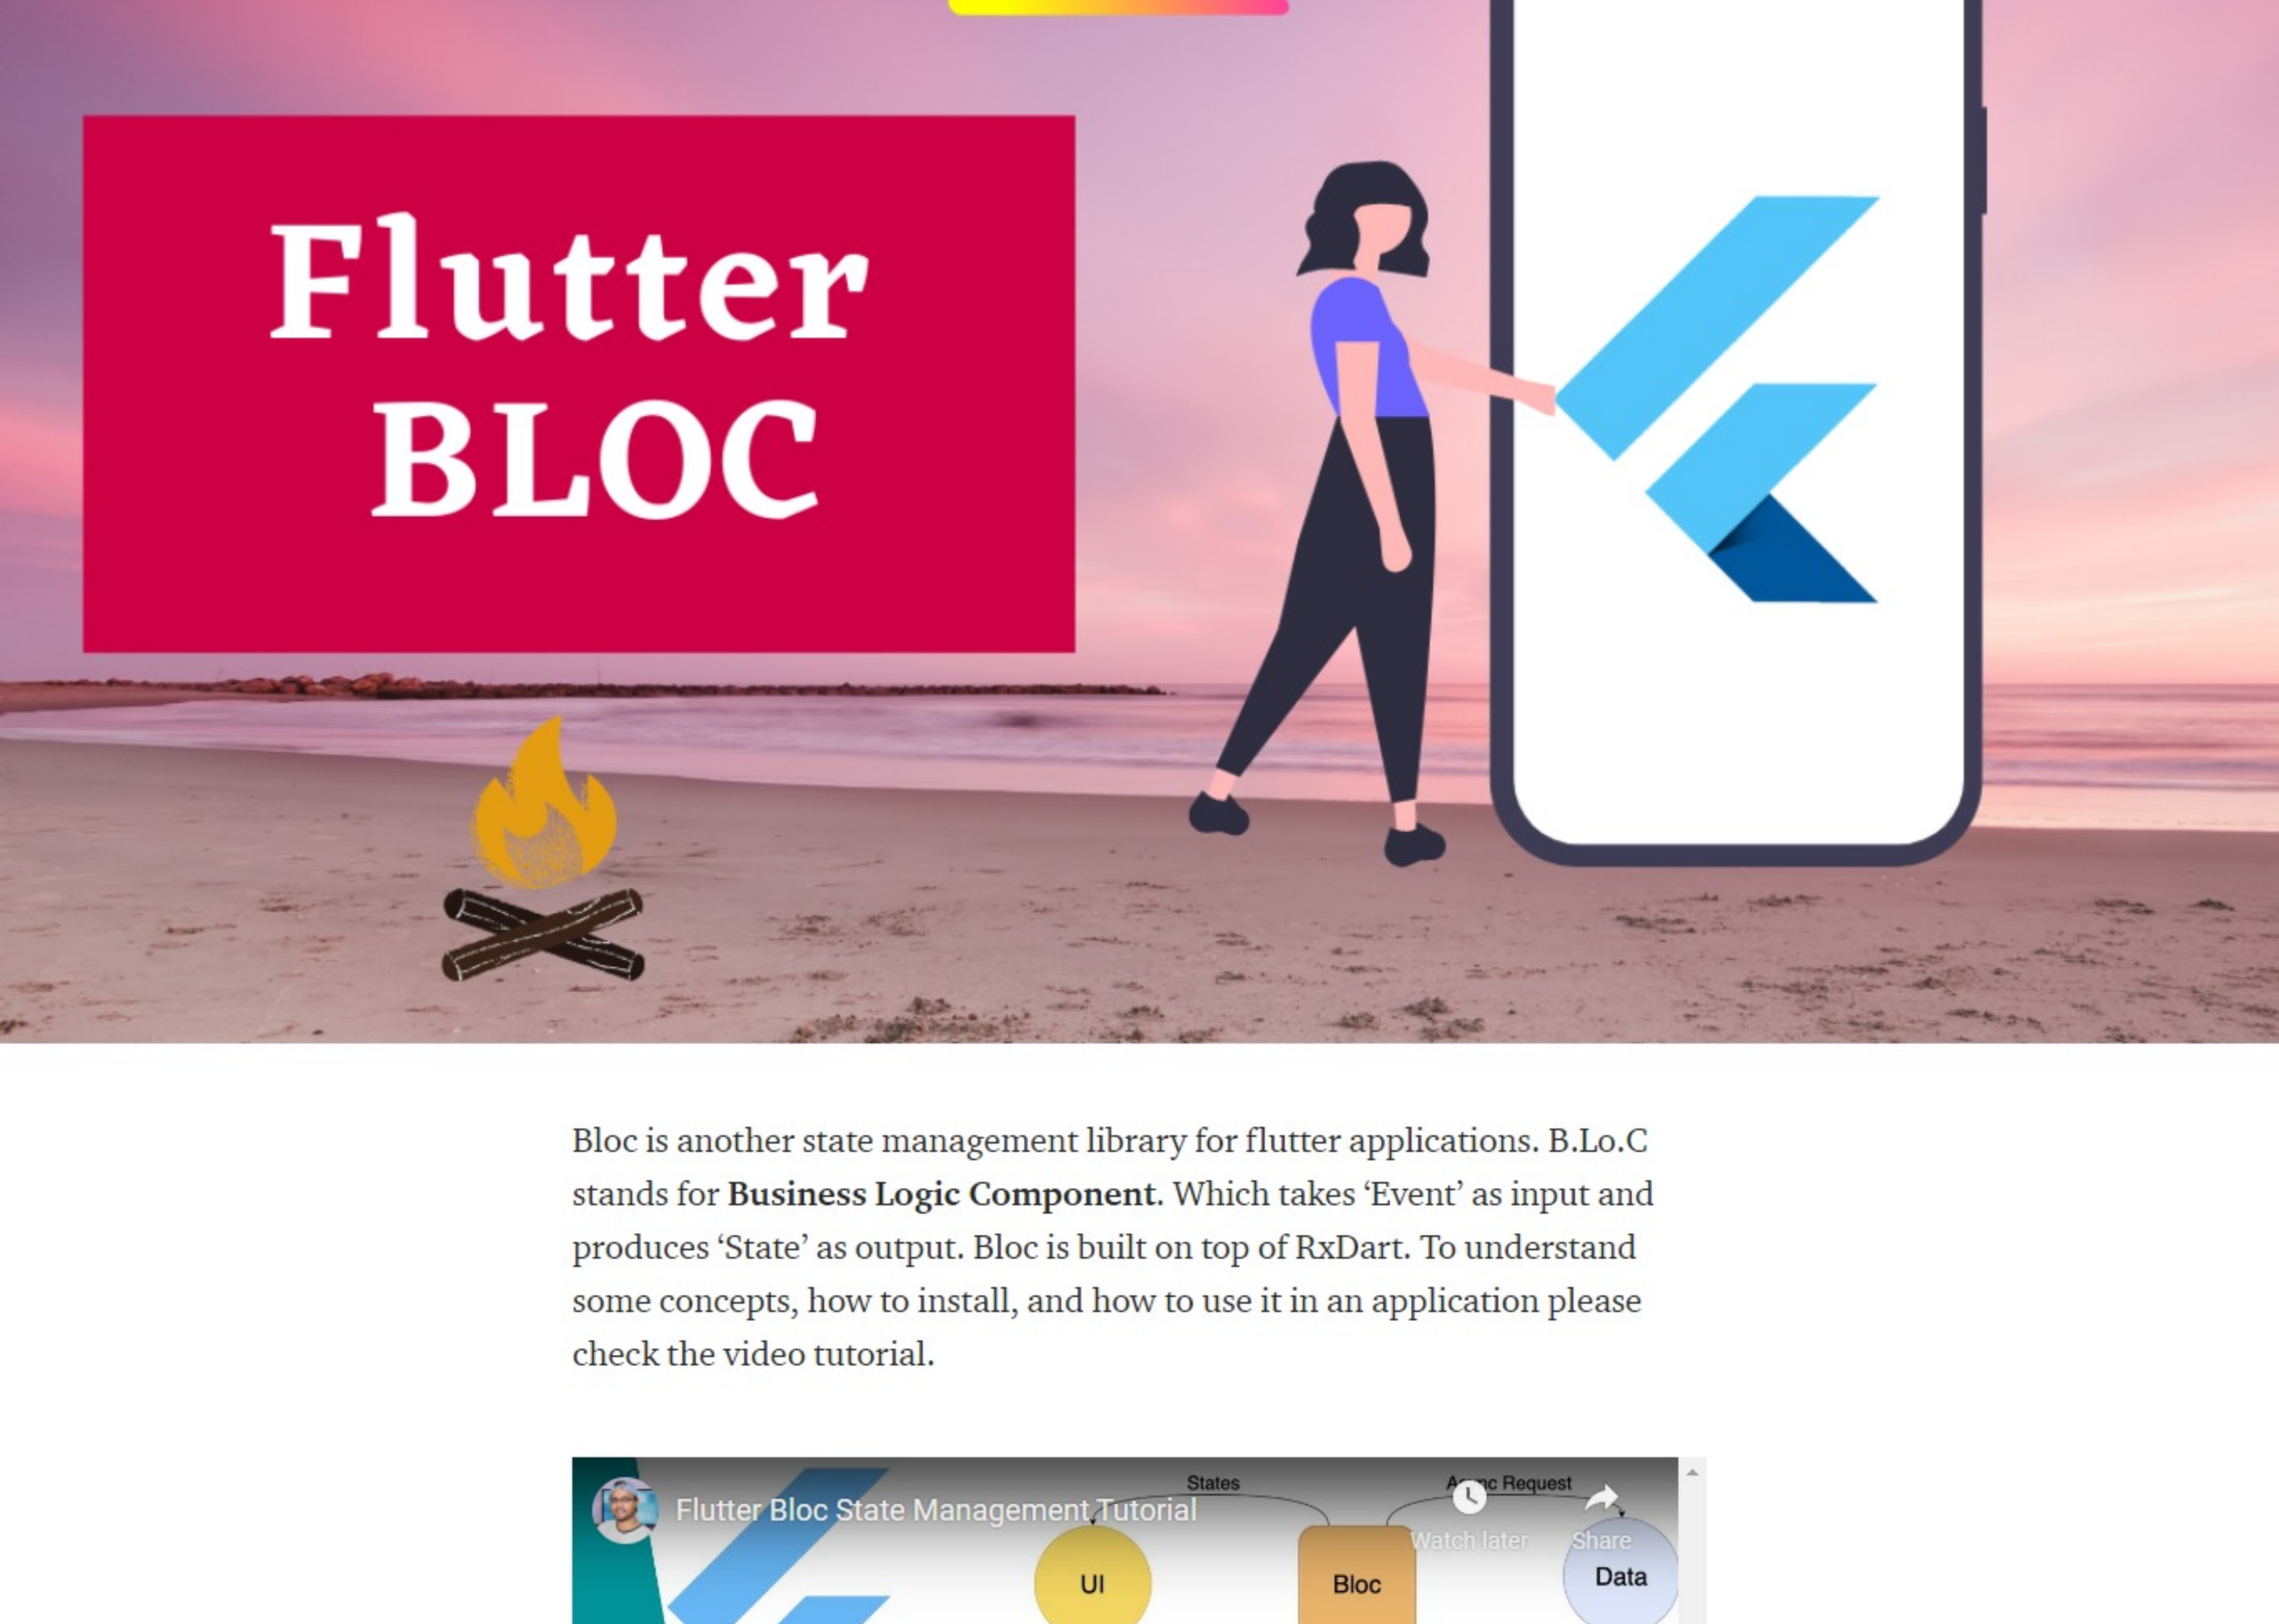 Flutter
BLOC
Bloc is another state management library for flutter applications. B.Lo.C
stands for Business Logic Component. Which takes ‘Event’ as input and
produces ‘State’ as output. Bloc is built on top of RxDart. To understand
some concepts, how to install, and how to use it in an application please
check the video tutorial.
States
Async Request
Flutter Bloc State Management Tutorial
Watch later
Share
UI
Bloc
Data